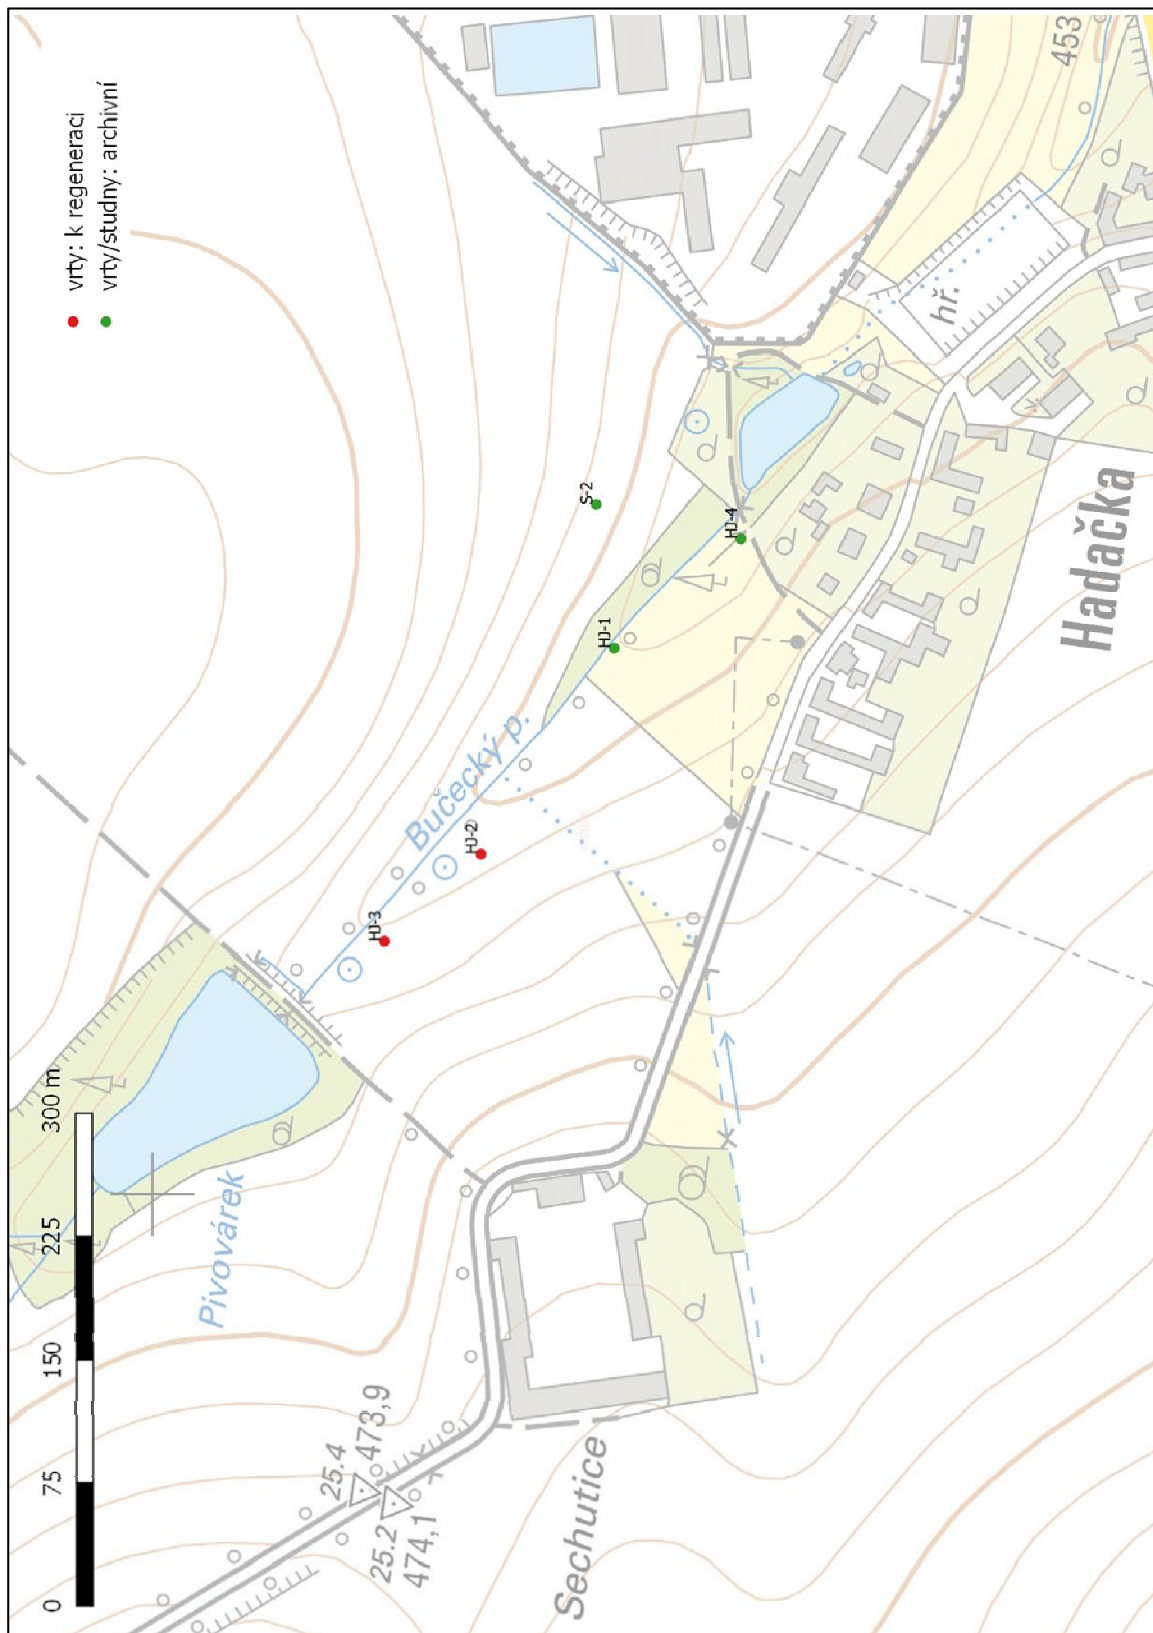 vrty: k regeneraci
vrty/studny: archivní
0 75 150 225 300 m
Pivovárek
25.4
473,9
25.2
474,1
Sechutice
HJ-3
HJ-2
Bučecký p.
HJ-1
S-2
HJ-4
hř.
453
Hadačka